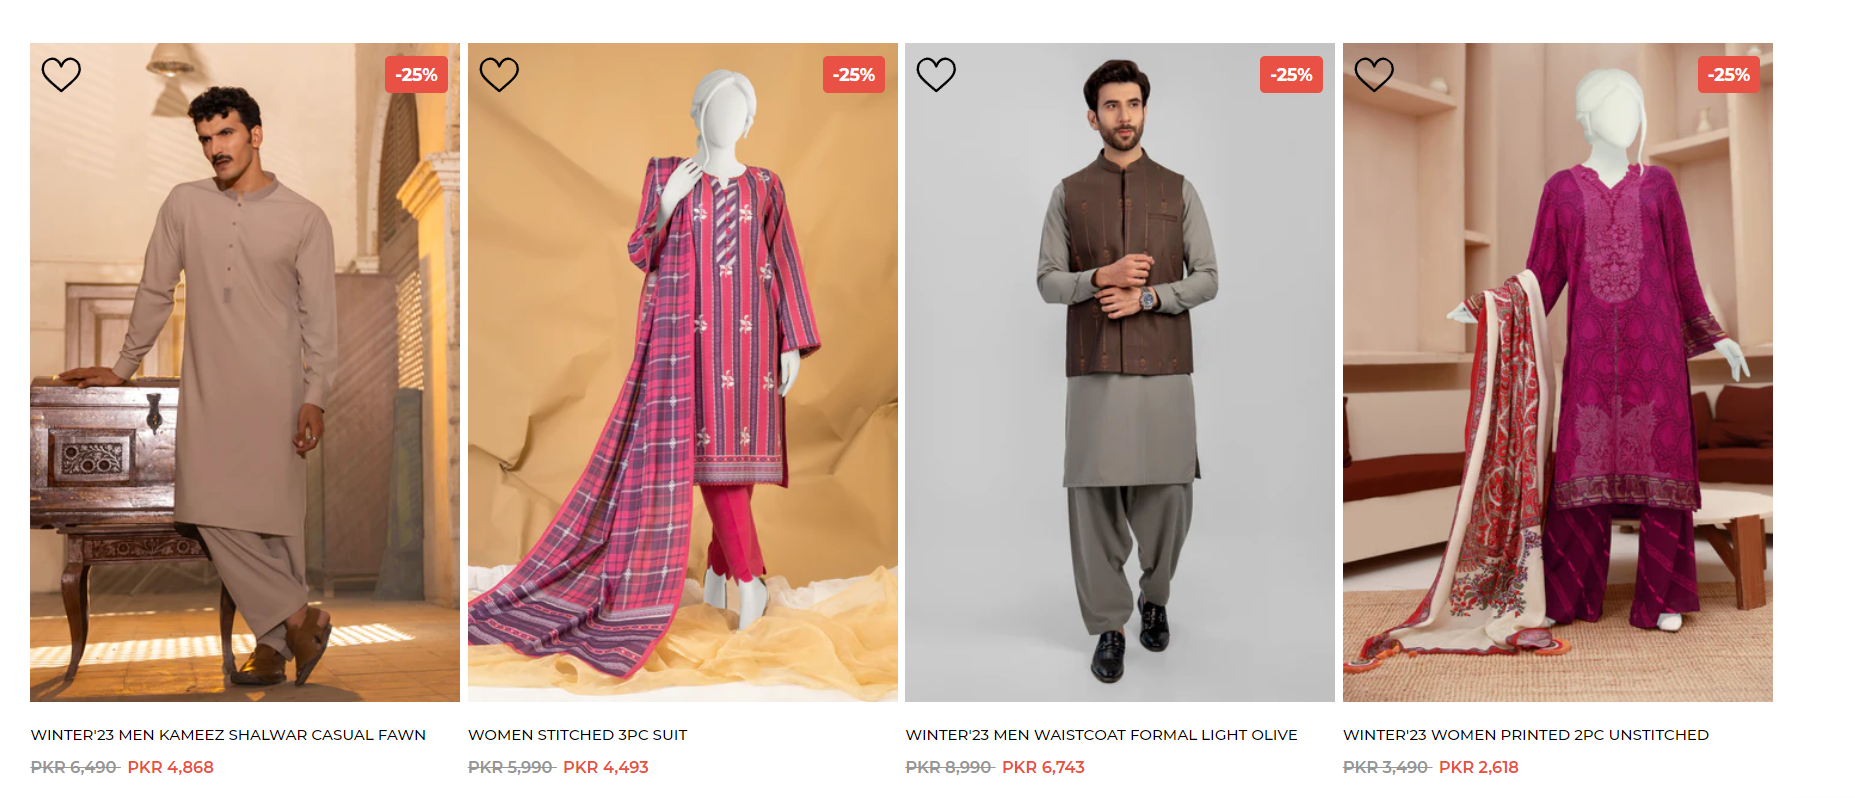 -25%
-25%
-25%
-25%
WINTER'23 MEN KAMEEZ SHALWAR CASUAL FAWN
PKR 6,490 PKR 4,868
WOMEN STITCHED 3PC SUIT
PKR 5,990 PKR 4,493
WINTER'23 MEN WAISTCOAT FORMAL LIGHT OLIVE
PKR 8,990 PKR 6,743
WINTER'23 WOMEN PRINTED 2PC UNSTITCHED
PKR 3,490 PKR 2,618